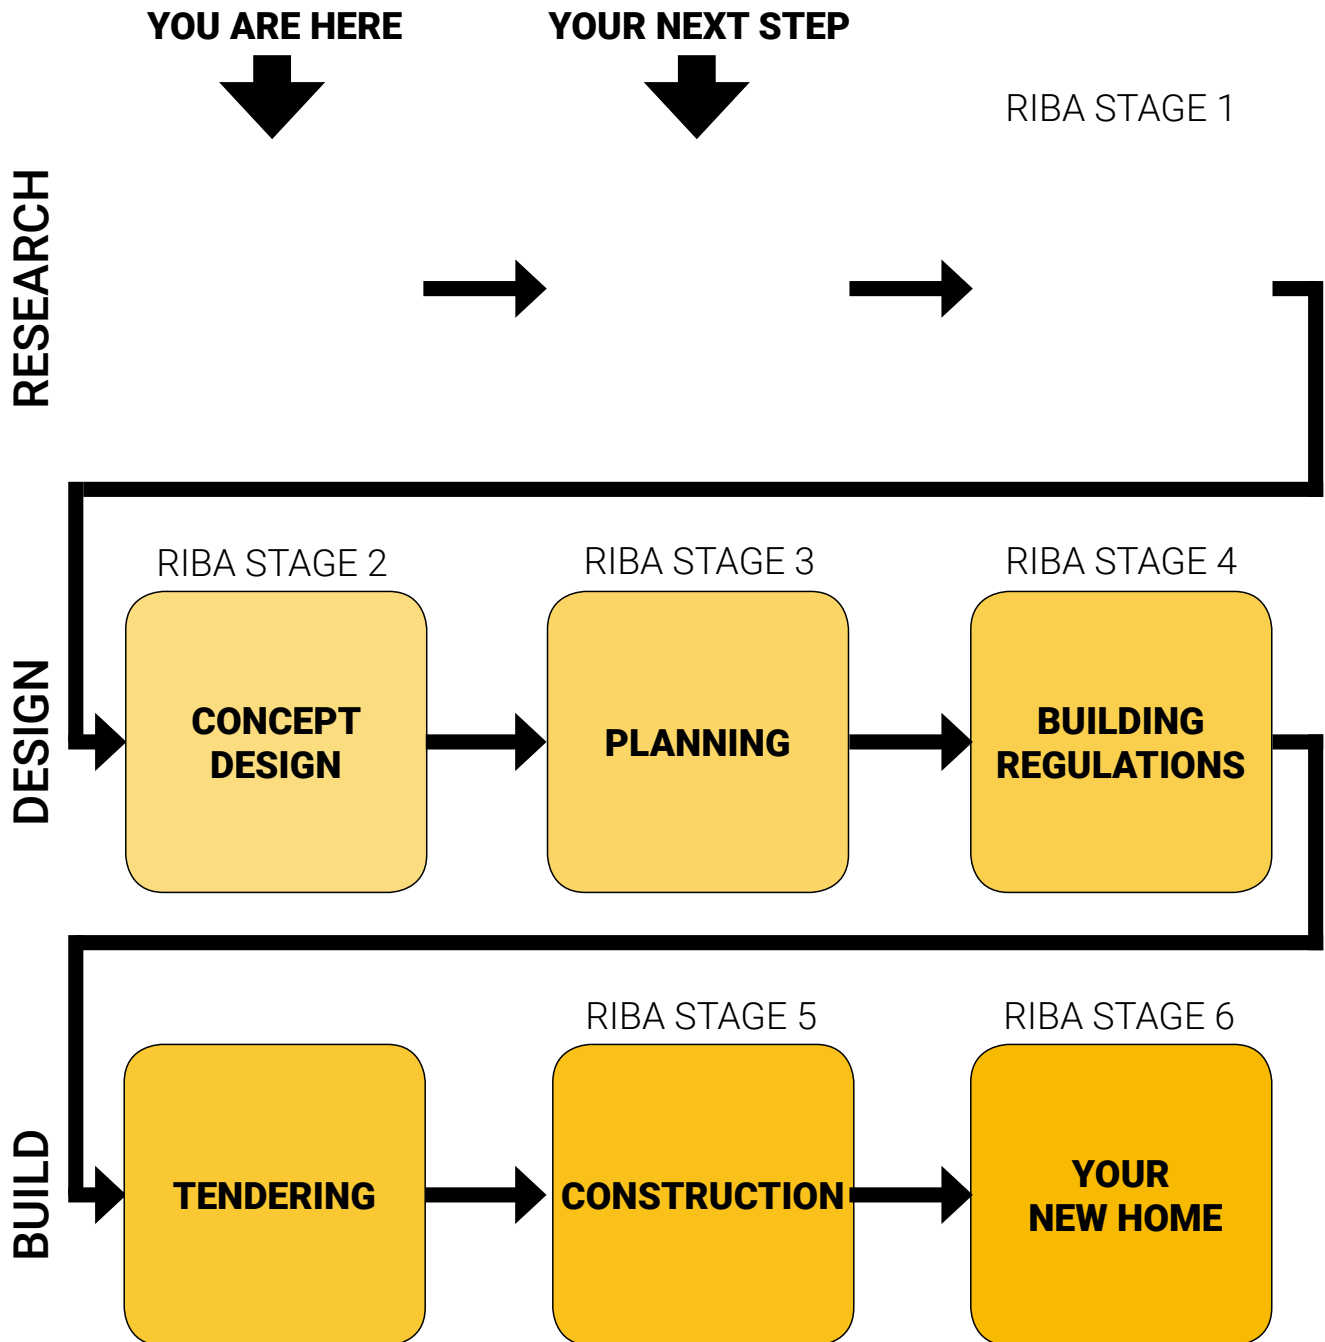 YOU ARE HERE
YOUR NEXT STEP
RIBA STAGE 1
RESEARCH
RIBA STAGE 2
RIBA STAGE 3
RIBA STAGE 4
DESIGN
CONCEPT
DESIGN
PLANNING
BUILDING
REGULATIONS
RIBA STAGE 5
RIBA STAGE 6
BUILD
TENDERING
CONSTRUCTION
YOUR
NEW HOME